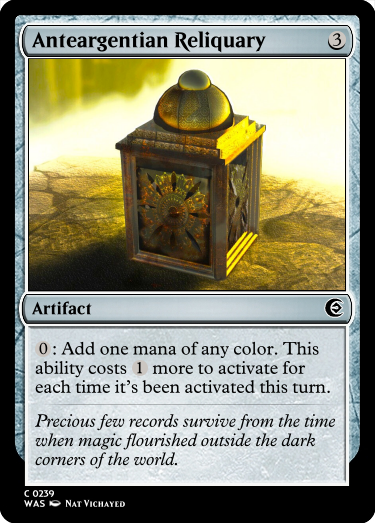 Anteargentian Reliquary 3
Artifact
0: Add one mana of any color. This
ability costs 1 more to activate for
each time it's been activated this turn.
Precious few records survive from the time
when magic flourished outside the dark
corners of the world.
C 0239
WAS Nat Vichayed